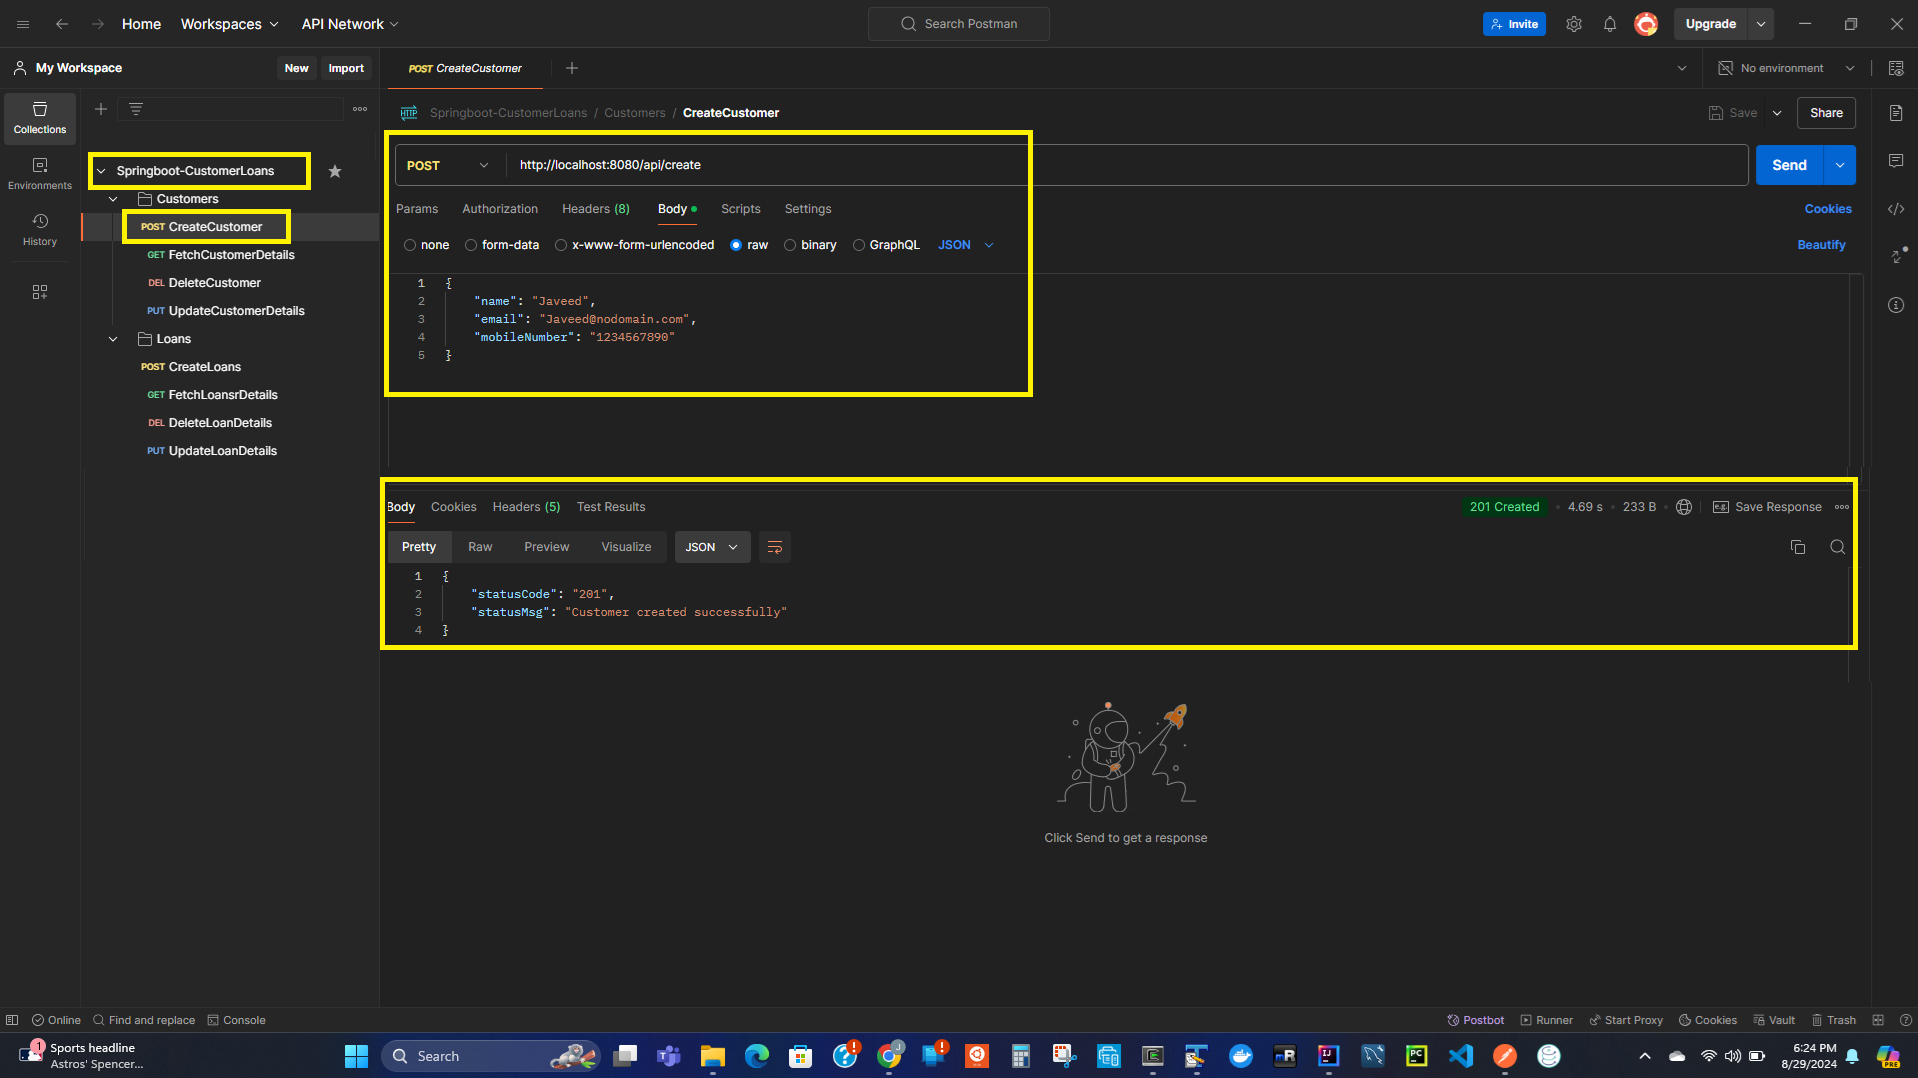 Home Workspaces API Network Search Postman Invite Upgrade
My Workspace New Import POST CreateCustomer No environment
Collections
Environments
History
Springboot-CustomerLoans
Customers
POST CreateCustomer
GET FetchCustomerDetails
DEL DeleteCustomer
PUT UpdateCustomerDetails
Loans
POST CreateLoans
GET FetchLoansrDetails
DEL DeleteLoanDetails
PUT UpdateLoanDetails
HTTP Springboot-CustomerLoans / Customers / CreateCustomer Save Share
POST http://localhost:8080/api/create Send
Params Authorization Headers (8) Body Scripts Settings Cookies
none form-data x-www-form-urlencoded raw binary GraphQL JSON Beautify
1 {
2 "name": "Javeed",
3 "email": "Javeed@nodomain.com",
4 "mobileNumber": "1234567890"
5 }
Body Cookies Headers (5) Test Results 201 Created 4.69 s 233 B e.g. Save Response
Pretty Raw Preview Visualize JSON
1 {
2 "statusCode": "201",
3 "statusMsg": "Customer created successfully"
4 }
Click Send to get a response
Online Find and replace Console Postbot Runner Start Proxy Cookies Vault Trash
1 Sports headline
Astros' Spencer...
Search
6:24 PM
8/29/2024